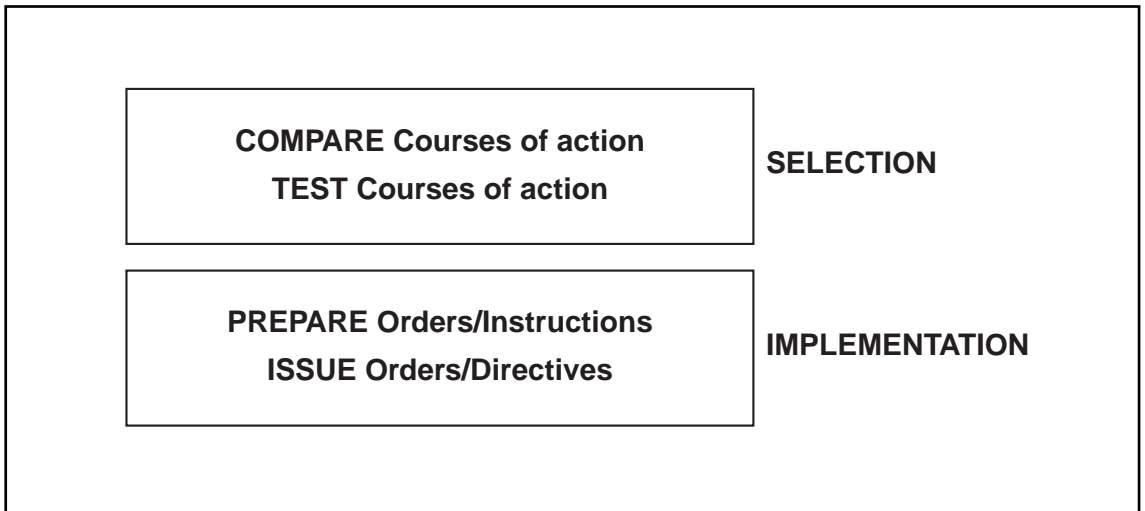 COMPARE Courses of action
TEST Courses of action
SELECTION
PREPARE Orders/Instructions
ISSUE Orders/Directives
IMPLEMENTATION